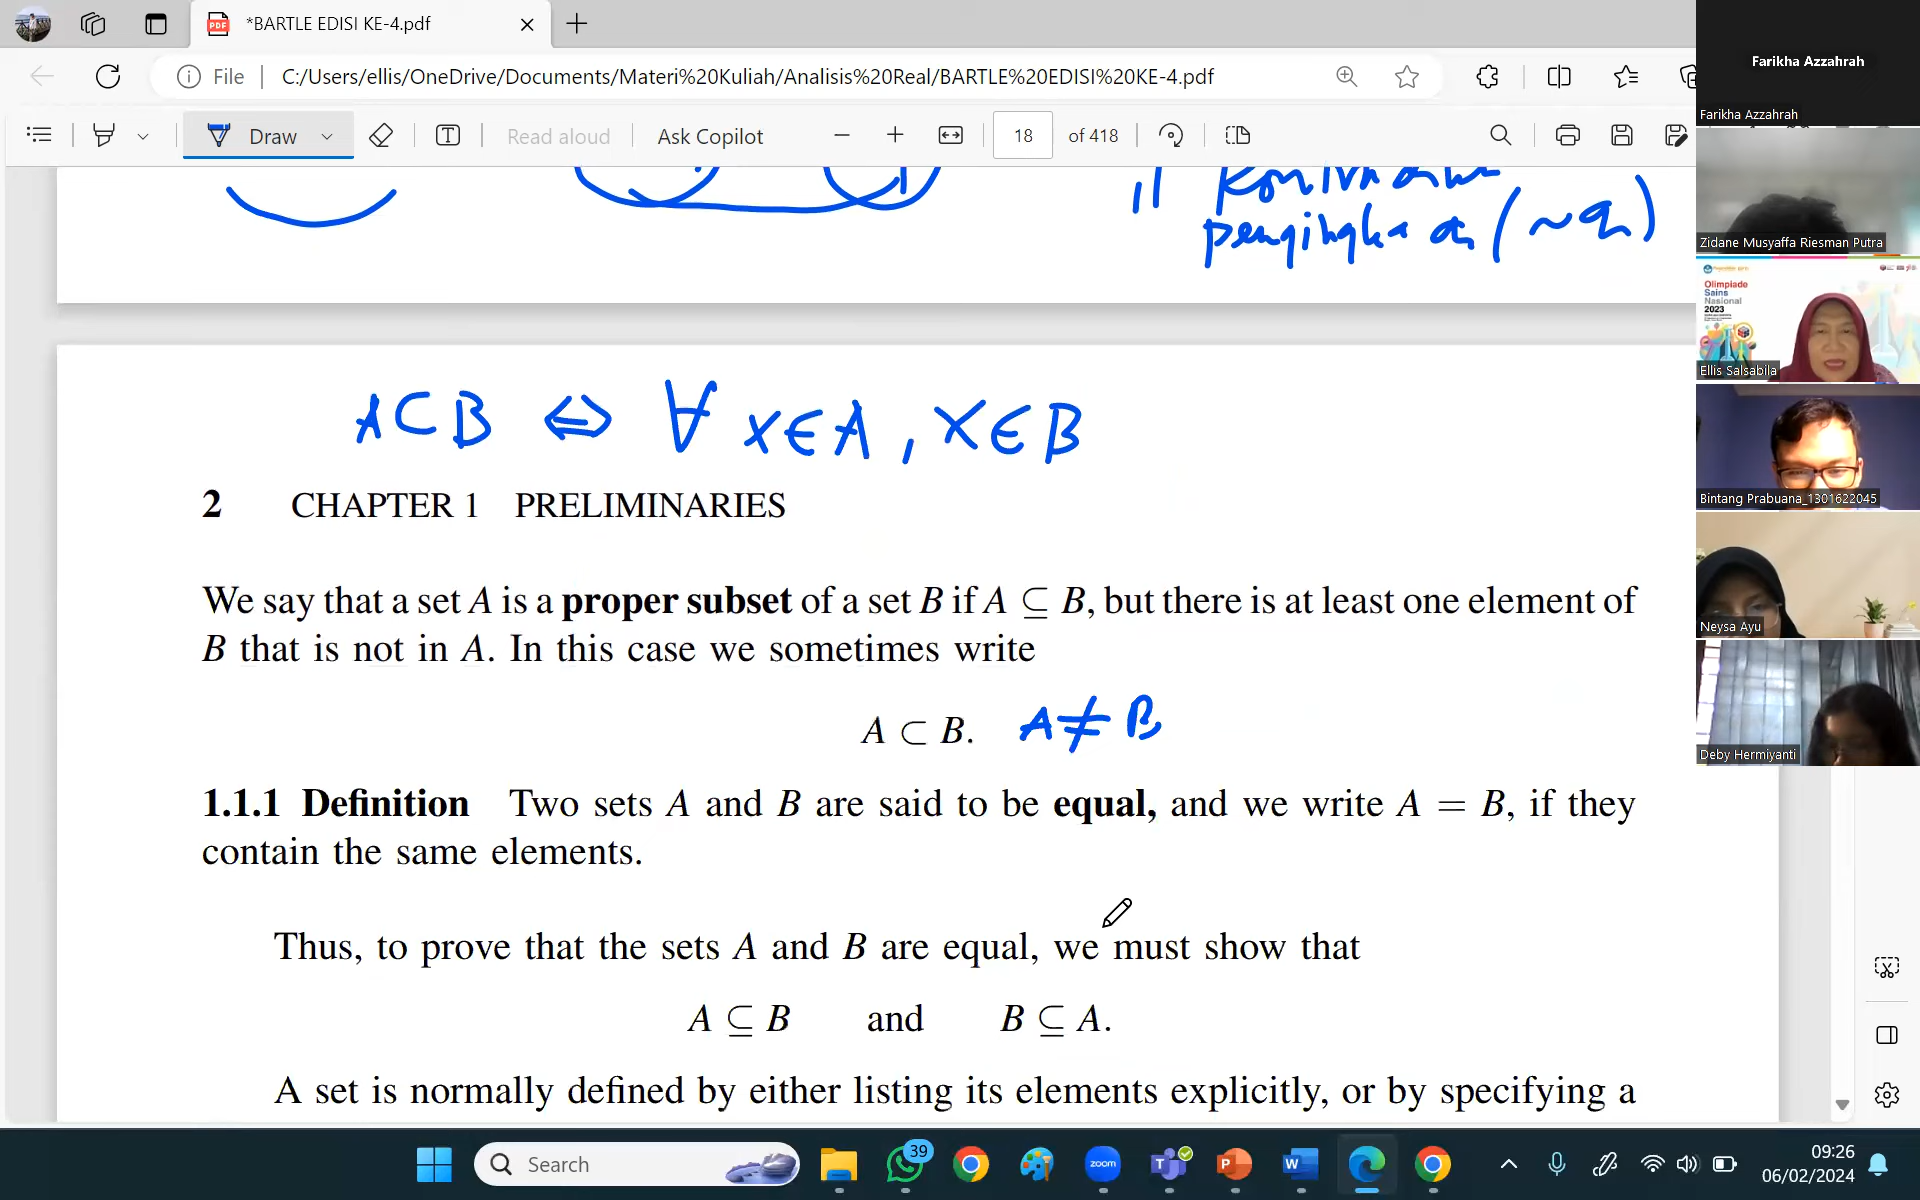 *BARTLE EDISI KE-4.pdf
File
C:/Users/ellis/OneDrive/Documents/Materi%20Kuliah/Analisis%20Real/BARTLE%20EDISI%20KE-4.pdf
Draw
Read aloud
Ask Copilot
18
of 418
pengingkaran (~q)
A⊂B ⇔ ∀ x∈A, x∈B
2 CHAPTER 1 PRELIMINARIES
We say that a set A is a proper subset of a set B if A ⊆ B, but there is at least one element of
B that is not in A. In this case we sometimes write
A ⊂ B. A≠B
1.1.1 Definition Two sets A and B are said to be equal, and we write A = B, if they
contain the same elements.
Thus, to prove that the sets A and B are equal, we must show that
A ⊆ B and B ⊆ A.
A set is normally defined by either listing its elements explicitly, or by specifying a
Farikha Azzahrah
Farikha Azzahrah
Zidane Musyaffa Riesman Putra
Olimpiade
Sains
Nasional
2023
Ellis Salsabila
Bintang Prabuana_1301622045
Neysa Ayu
Deby Hermiyanti
Search
39
zoom
09:26
06/02/2024